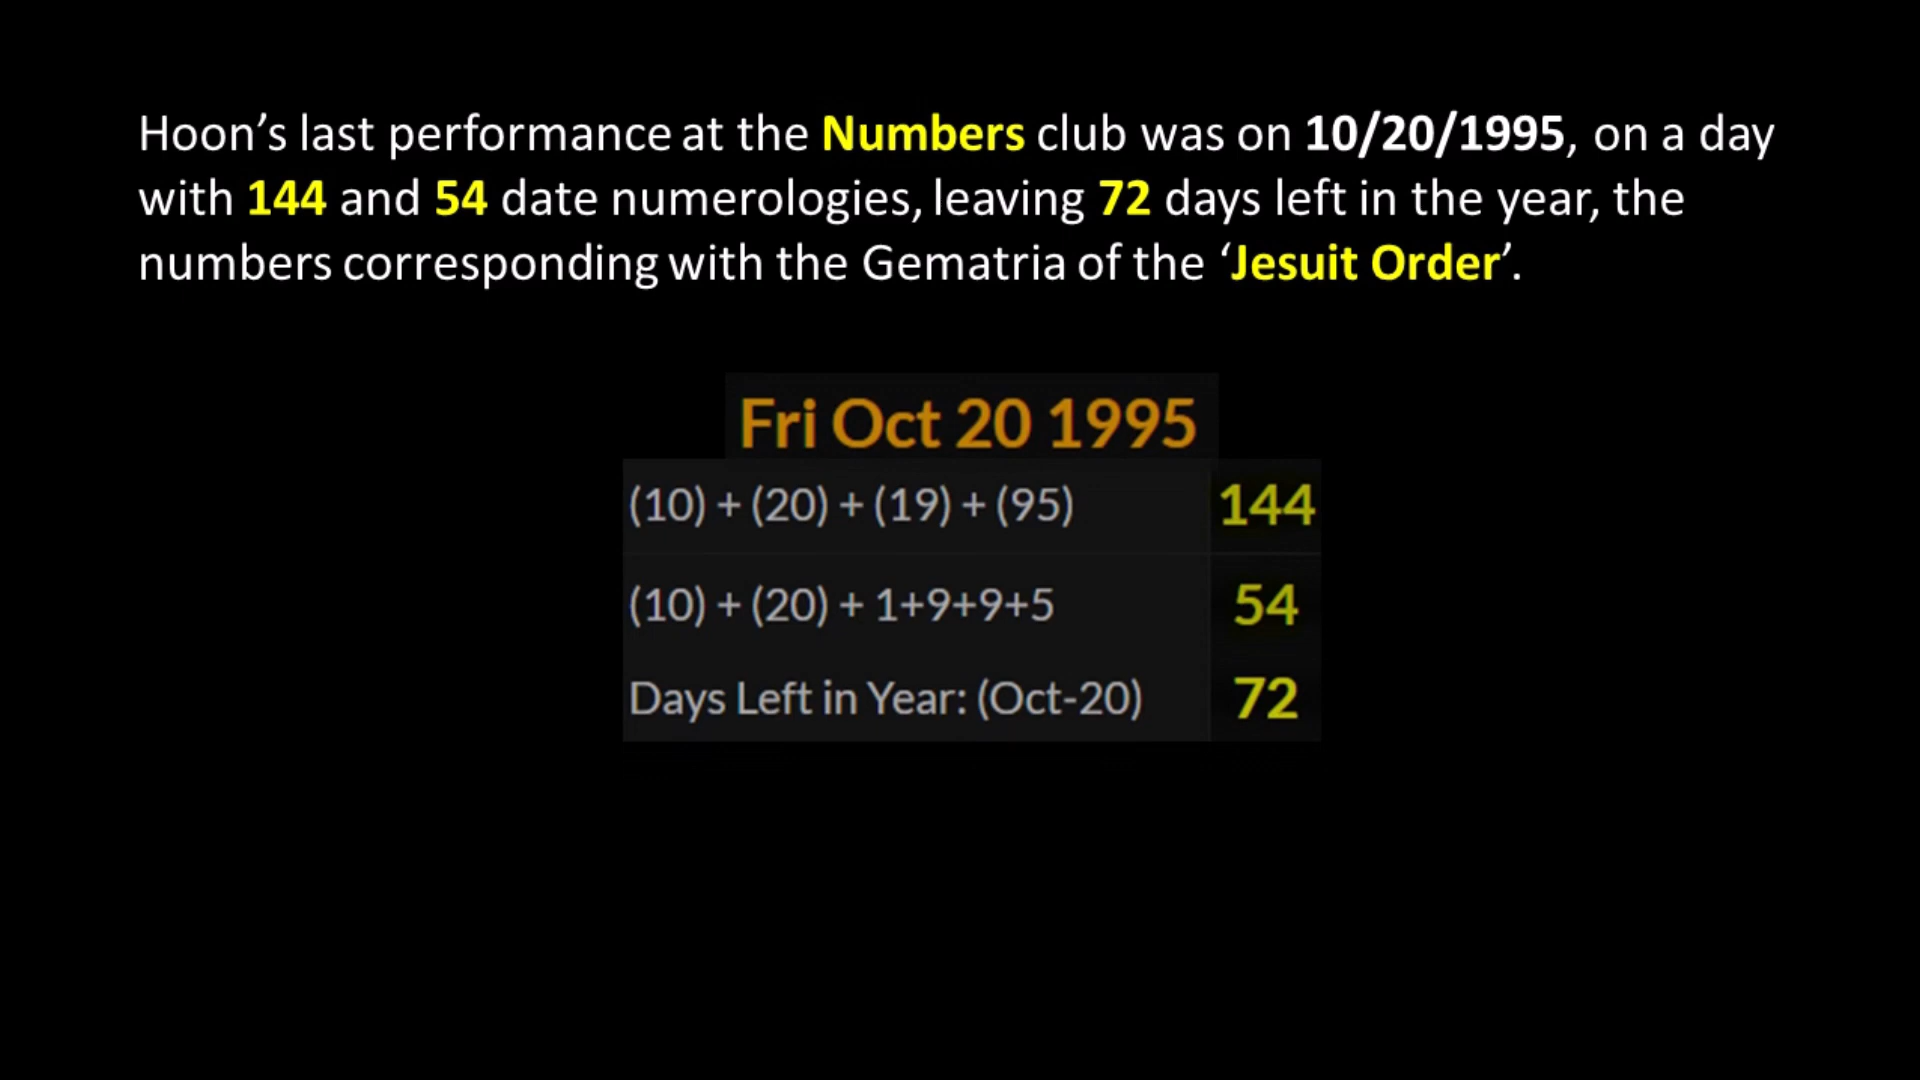 Hoon’s last performance at the Numbers club was on 10/20/1995, on a day
with 144 and 54 date numerologies, leaving 72 days left in the year, the
numbers corresponding with the Gematria of the ‘Jesuit Order’.
Fri Oct 20 1995
(10) + (20) + (19) + (95) 144
(10) + (20) + 1+9+9+5 54
Days Left in Year: (Oct-20) 72